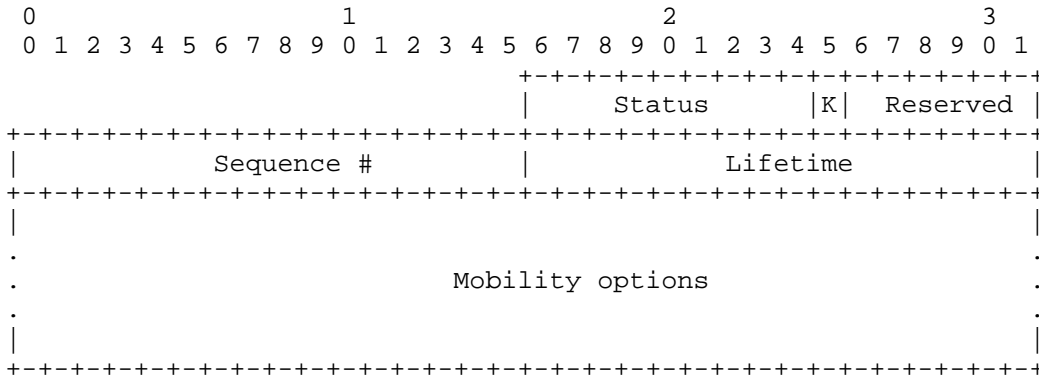 0                   1                   2                   3
0 1 2 3 4 5 6 7 8 9 0 1 2 3 4 5 6 7 8 9 0 1 2 3 4 5 6 7 8 9 0 1
                                +-+-+-+-+-+-+-+-+-+-+-+-+-+-+-+-+
                                |     Status      |K|  Reserved |
+-+-+-+-+-+-+-+-+-+-+-+-+-+-+-+-+-+-+-+-+-+-+-+-+-+-+-+-+-+-+-+-+
|            Sequence #         |            Lifetime           |
+-+-+-+-+-+-+-+-+-+-+-+-+-+-+-+-+-+-+-+-+-+-+-+-+-+-+-+-+-+-+-+-+
|                                                               |
.                                                               .
.                           Mobility options                    .
.                                                               .
|                                                               |
+-+-+-+-+-+-+-+-+-+-+-+-+-+-+-+-+-+-+-+-+-+-+-+-+-+-+-+-+-+-+-+-+